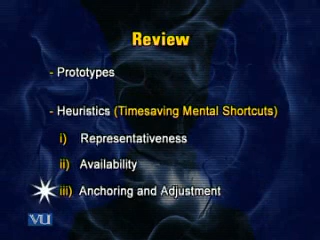 Review
- Prototypes
- Heuristics (Timesaving Mental Shortcuts)
i) Representativeness
ii) Availability
iii) Anchoring and Adjustment
VU